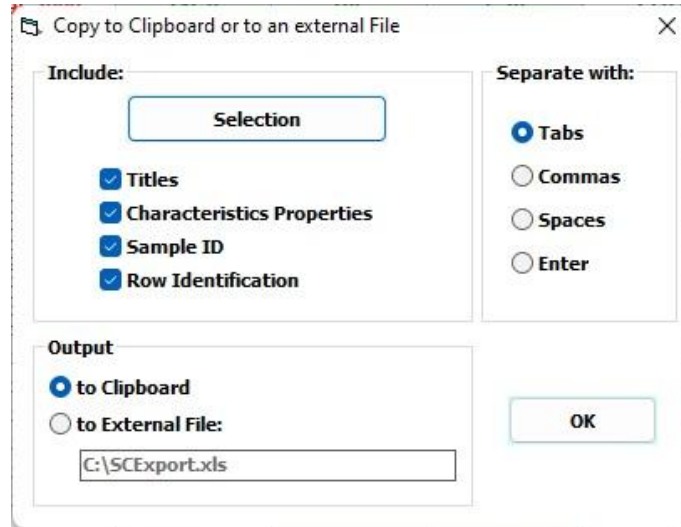 Copy to Clipboard or to an external File
Include:
Selection
Titles
Characteristics Properties
Sample ID
Row Identification
Separate with:
Tabs
Commas
Spaces
Enter
Output
to Clipboard
to External File:
C:\SCExport.xls
OK